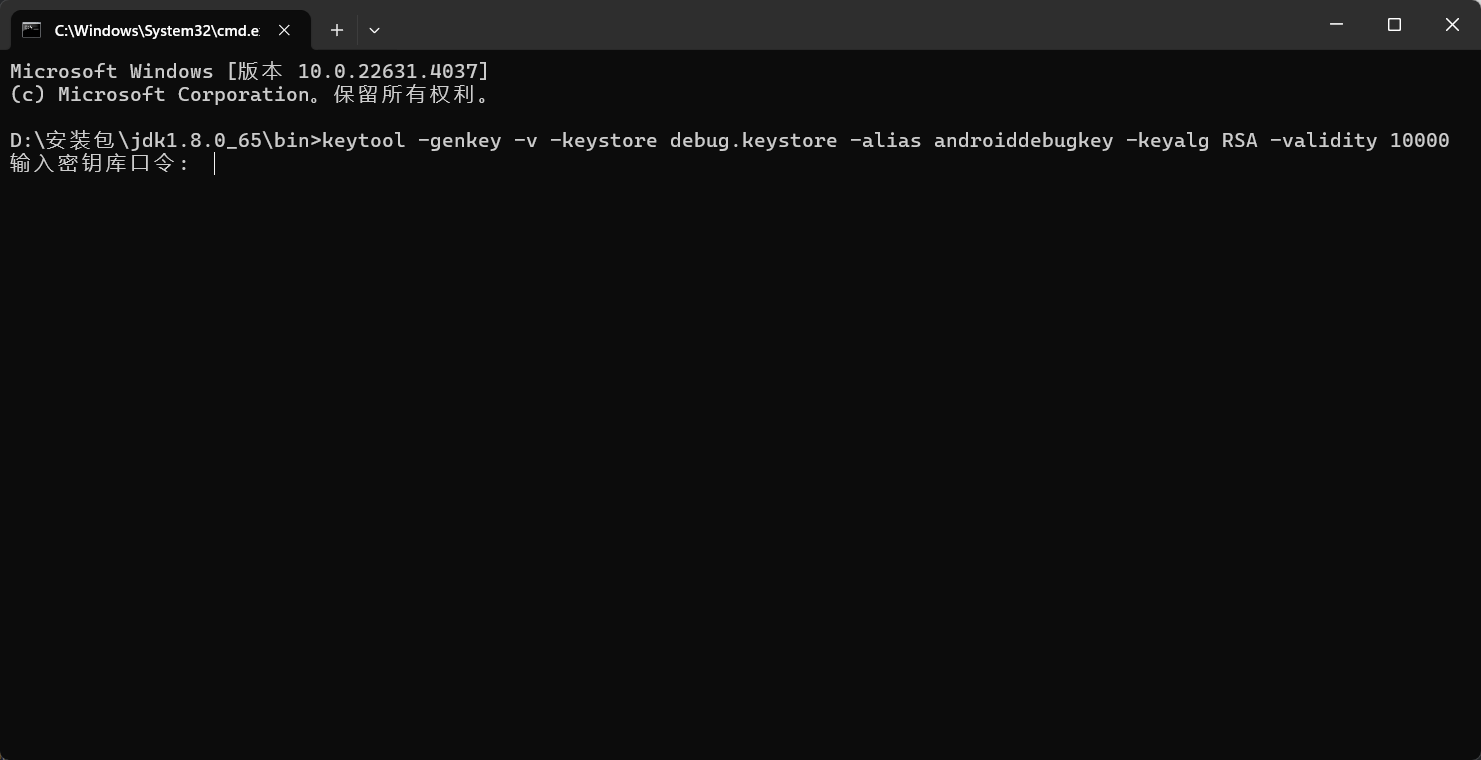 C:\Windows\System32\cmd.e
Microsoft Windows [版本 10.0.22631.4037]
(c) Microsoft Corporation。保留所有权利。
D:\安装包\jdk1.8.0_65\bin>keytool -genkey -v -keystore debug.keystore -alias androiddebugkey -keyalg RSA -validity 10000
输入密钥库口令: